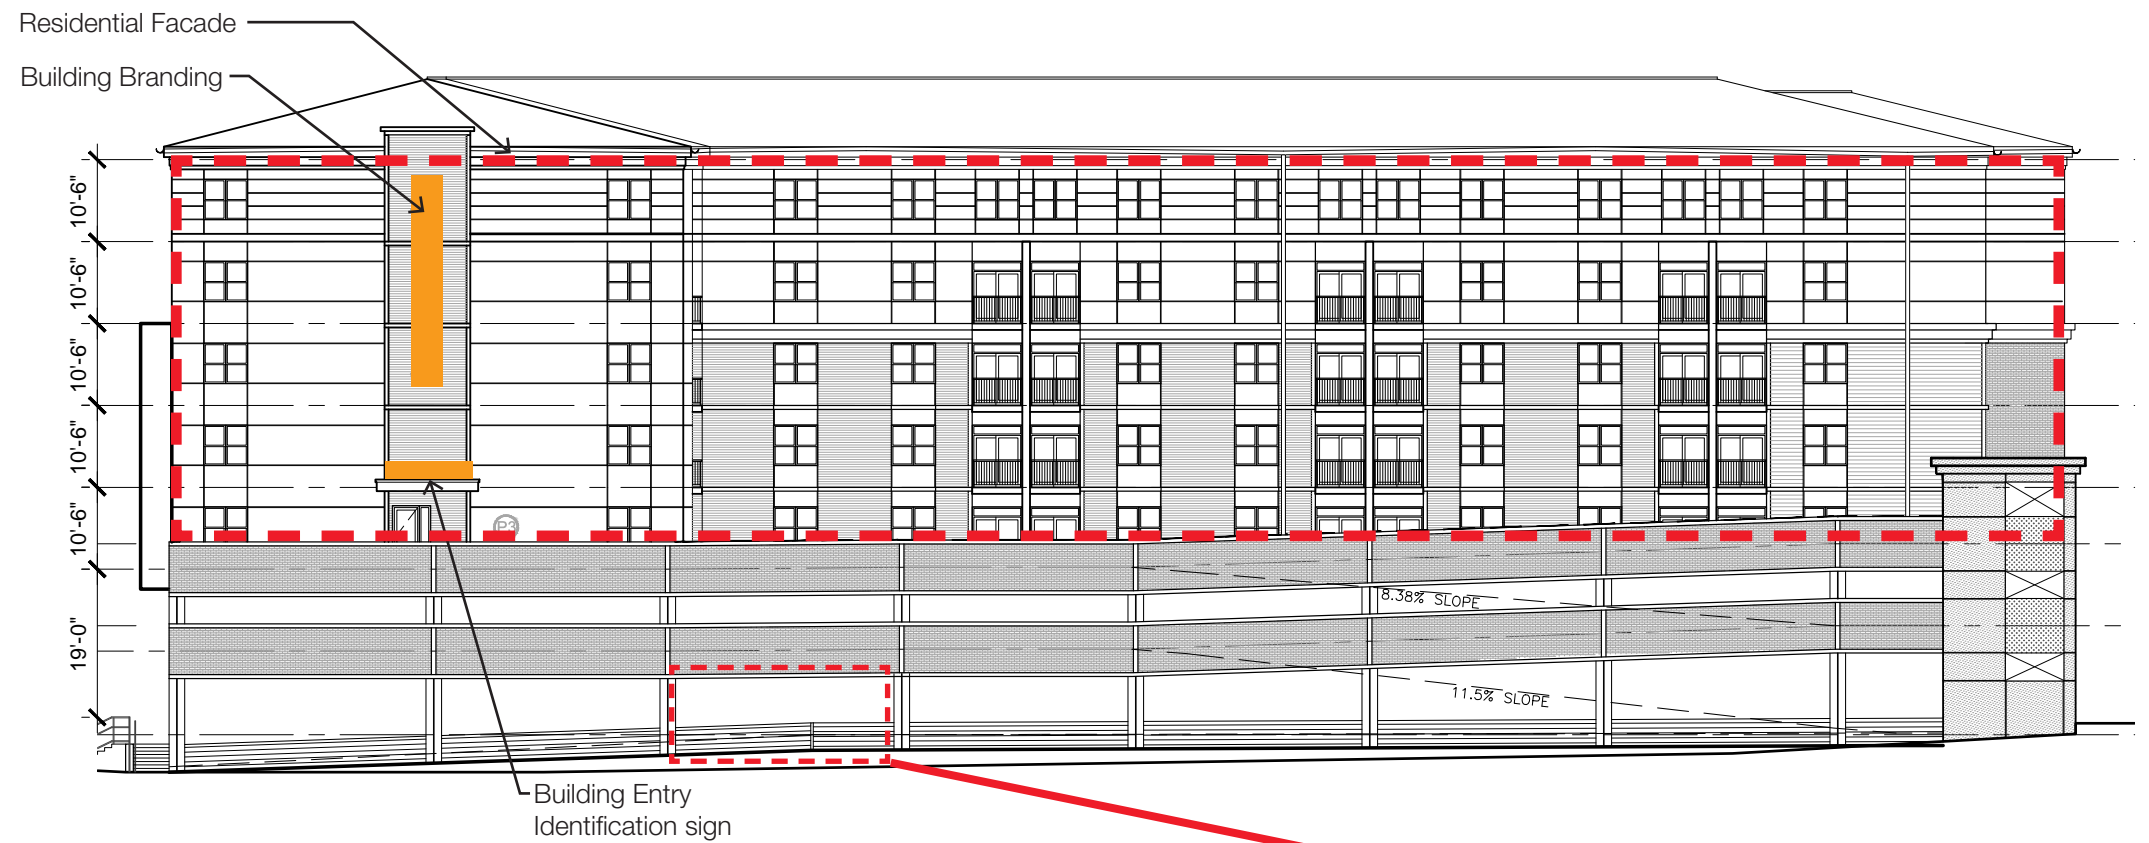 Residential Facade
Building Branding
10'-6"
10'-6"
10'-6"
10'-6"
10'-6"
19'-0"
P3
8.38% SLOPE
11.5% SLOPE
Building Entry
Identification sign